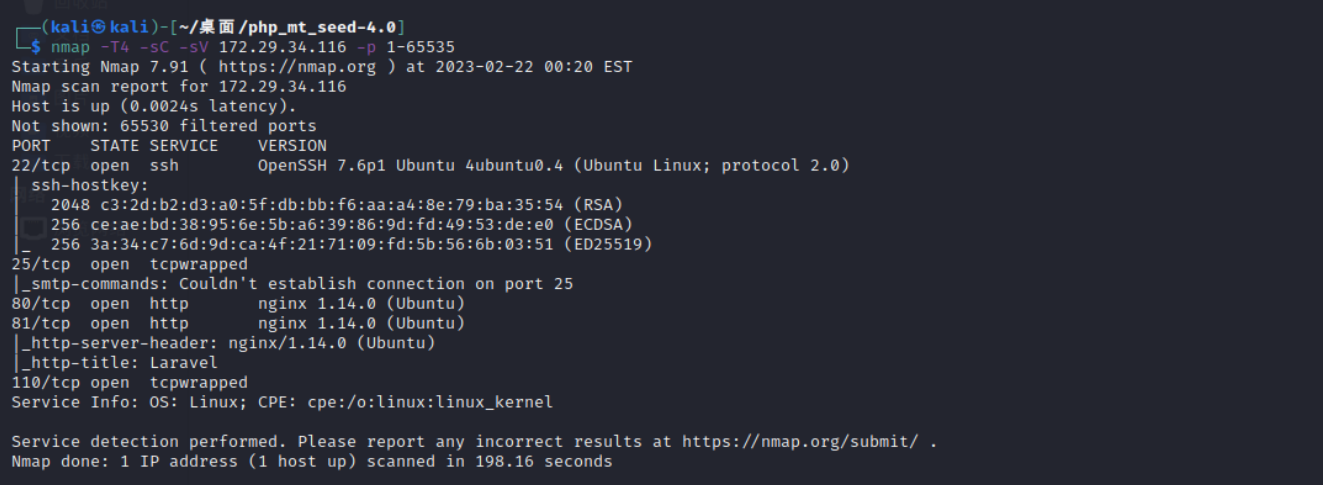 (kali㉿kali)-[~/桌面/php_mt_seed-4.0]
$ nmap -T4 -sC -sV 172.29.34.116 -p 1-65535
Starting Nmap 7.91 ( https://nmap.org ) at 2023-02-22 00:20 EST
Nmap scan report for 172.29.34.116
Host is up (0.0024s latency).
Not shown: 65530 filtered ports
PORT    STATE SERVICE    VERSION
22/tcp  open  ssh        OpenSSH 7.6p1 Ubuntu 4ubuntu0.4 (Ubuntu Linux; protocol 2.0)
| ssh-hostkey:
|   2048 c3:2d:b2:d3:a0:5f:db:bb:f6:aa:a4:8e:79:ba:35:54 (RSA)
|   256 ce:ae:bd:38:95:6e:5b:a6:39:86:9d:fd:49:53:de:e0 (ECDSA)
|_  256 3a:34:c7:6d:9d:ca:4f:21:71:09:fd:5b:56:6b:03:51 (ED25519)
25/tcp  open  tcpwrapped
|_smtp-commands: Couldn't establish connection on port 25
80/tcp  open  http       nginx 1.14.0 (Ubuntu)
81/tcp  open  http       nginx 1.14.0 (Ubuntu)
|_http-server-header: nginx/1.14.0 (Ubuntu)
|_http-title: Laravel
110/tcp open  tcpwrapped
Service Info: OS: Linux; CPE: cpe:/o:linux:linux_kernel
Service detection performed. Please report any incorrect results at https://nmap.org/submit/ .
Nmap done: 1 IP address (1 host up) scanned in 198.16 seconds